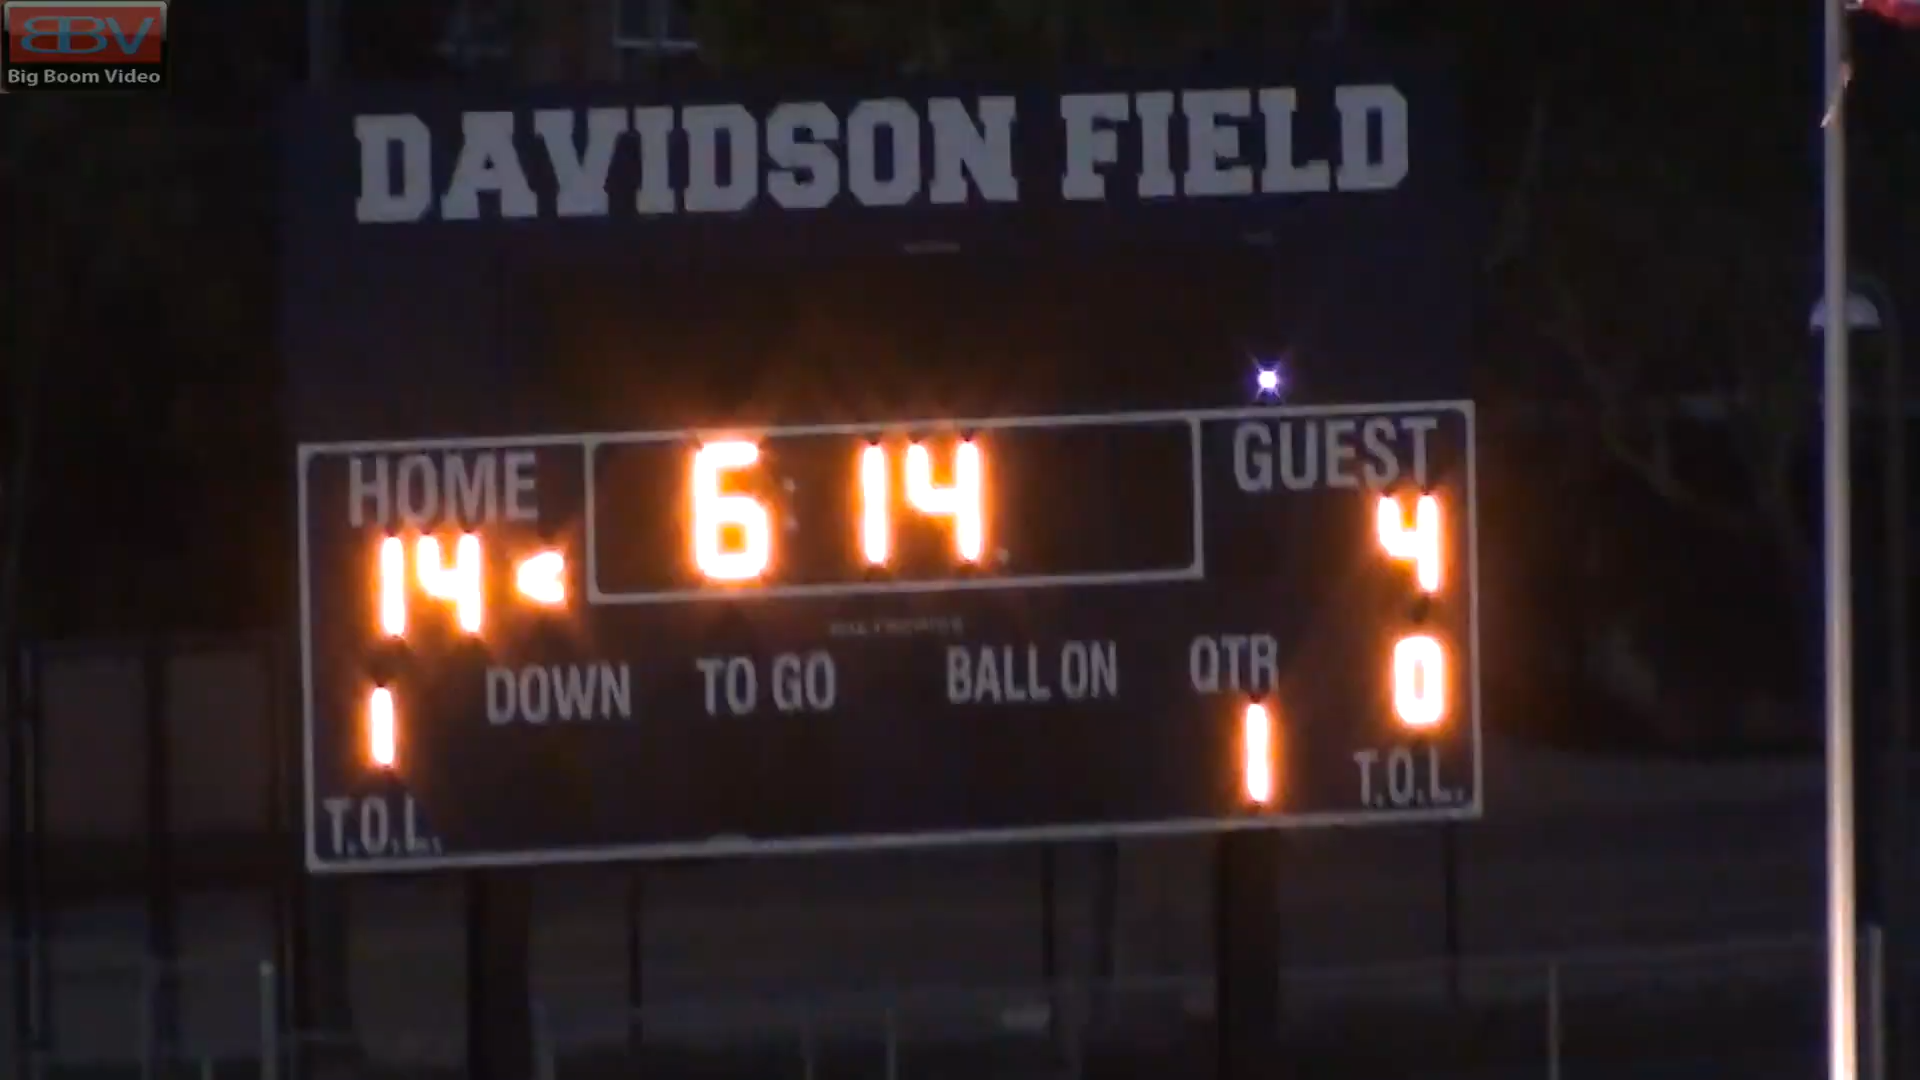 BBV
Big Boom Video
DAVIDSON FIELD
HOME
6:14
GUEST
14
4
DOWN
TO GO
BALL ON
QTR
1
1
0
T.O.L.
T.O.L.